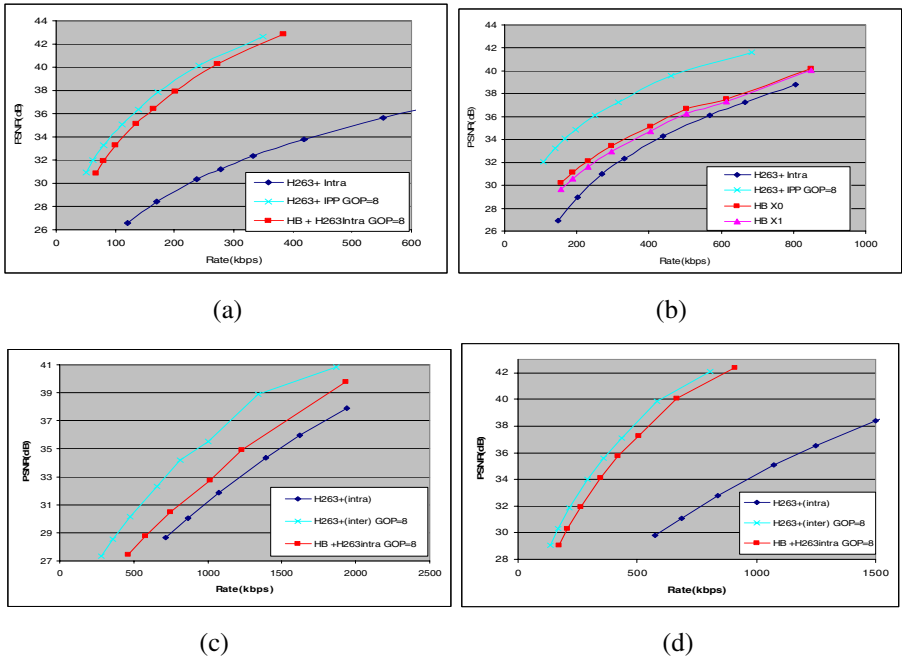 44
42
40
38
36
34
32
30
28
26
0
100
200
300
400
500
600
PSNR(dB)
Rate(kbps)
H263+ Intra
H263+ IPP GOP=8
HB + H263Intra GOP=8
(a)
44
42
40
38
36
34
32
30
28
26
0
200
400
600
800
1000
PSNR(dB)
Rate(kbps)
H263+ Intra
H263+ IPP GOP=8
HB X0
HB X1
(b)
41
39
37
35
33
31
29
27
0
500
1000
1500
2000
2500
PSNR(dB)
Rate(kbps)
H263+(intra)
H263+(inter) GOP=8
HB +H263intra GOP=8
(c)
42
40
38
36
34
32
30
28
0
500
1000
1500
PSNR(dB)
Rate(kbps)
H263+(intra)
H263+(inter) GOP=8
HB +H263intra GOP=8
(d)